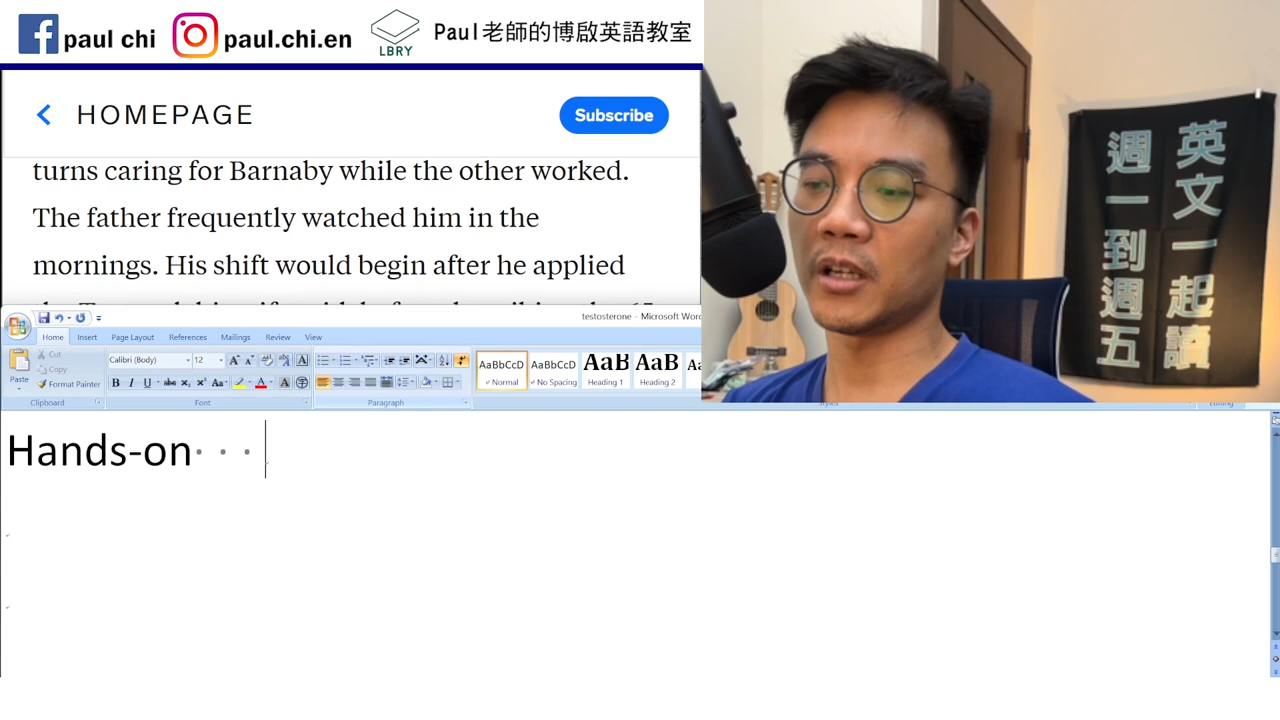 paul chi
paul.chi.en
LBRY
Paul老師的博啟英語教室
HOMEPAGE
Subscribe
turns caring for Barnaby while the other worked.
The father frequently watched him in the
mornings. His shift would begin after he applied
testosterone - Microsoft Word
Home Insert Page Layout References Mailings Review View
Paste
Cut
Copy
Format Painter
Clipboard
Calibri (Body) 12
Font
Paragraph
AaBbCcD AaBbCcD AaB AaB
Normal No Spacing Heading 1 Heading 2
Hands-on
英文一起讀
週一到週五